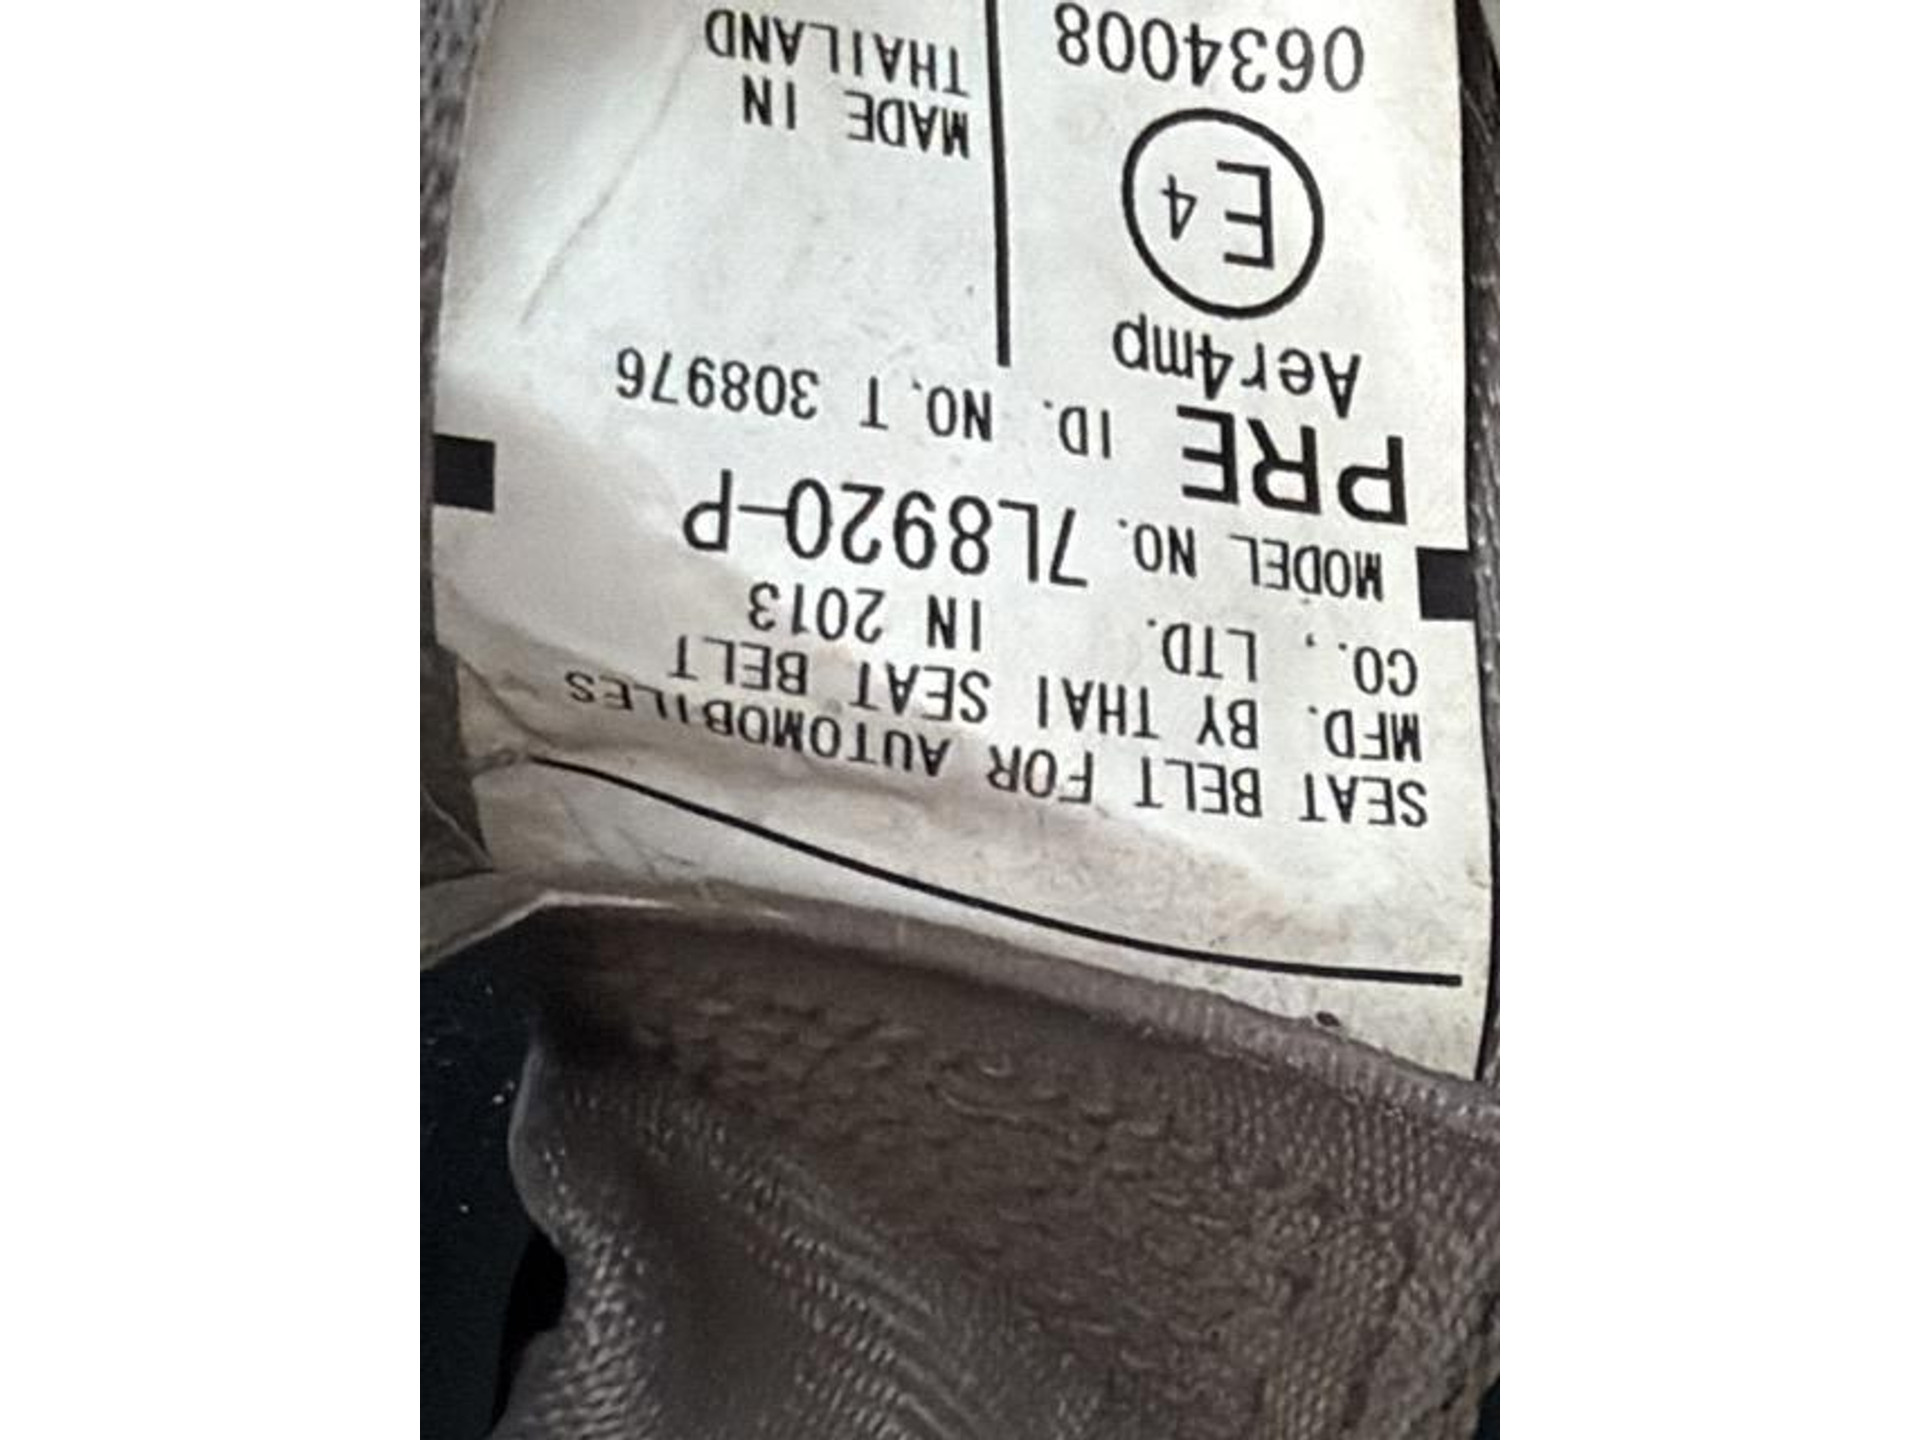 SEAT BELT FOR AUTOMOBILES
MFD. BY THAI SEAT BELT
CO., LTD. IN 2013
MODEL NO. 7L8920-P
PRE ID. NO. T 308976
Aer4mp
E4
MADE IN
THAILAND
0634008